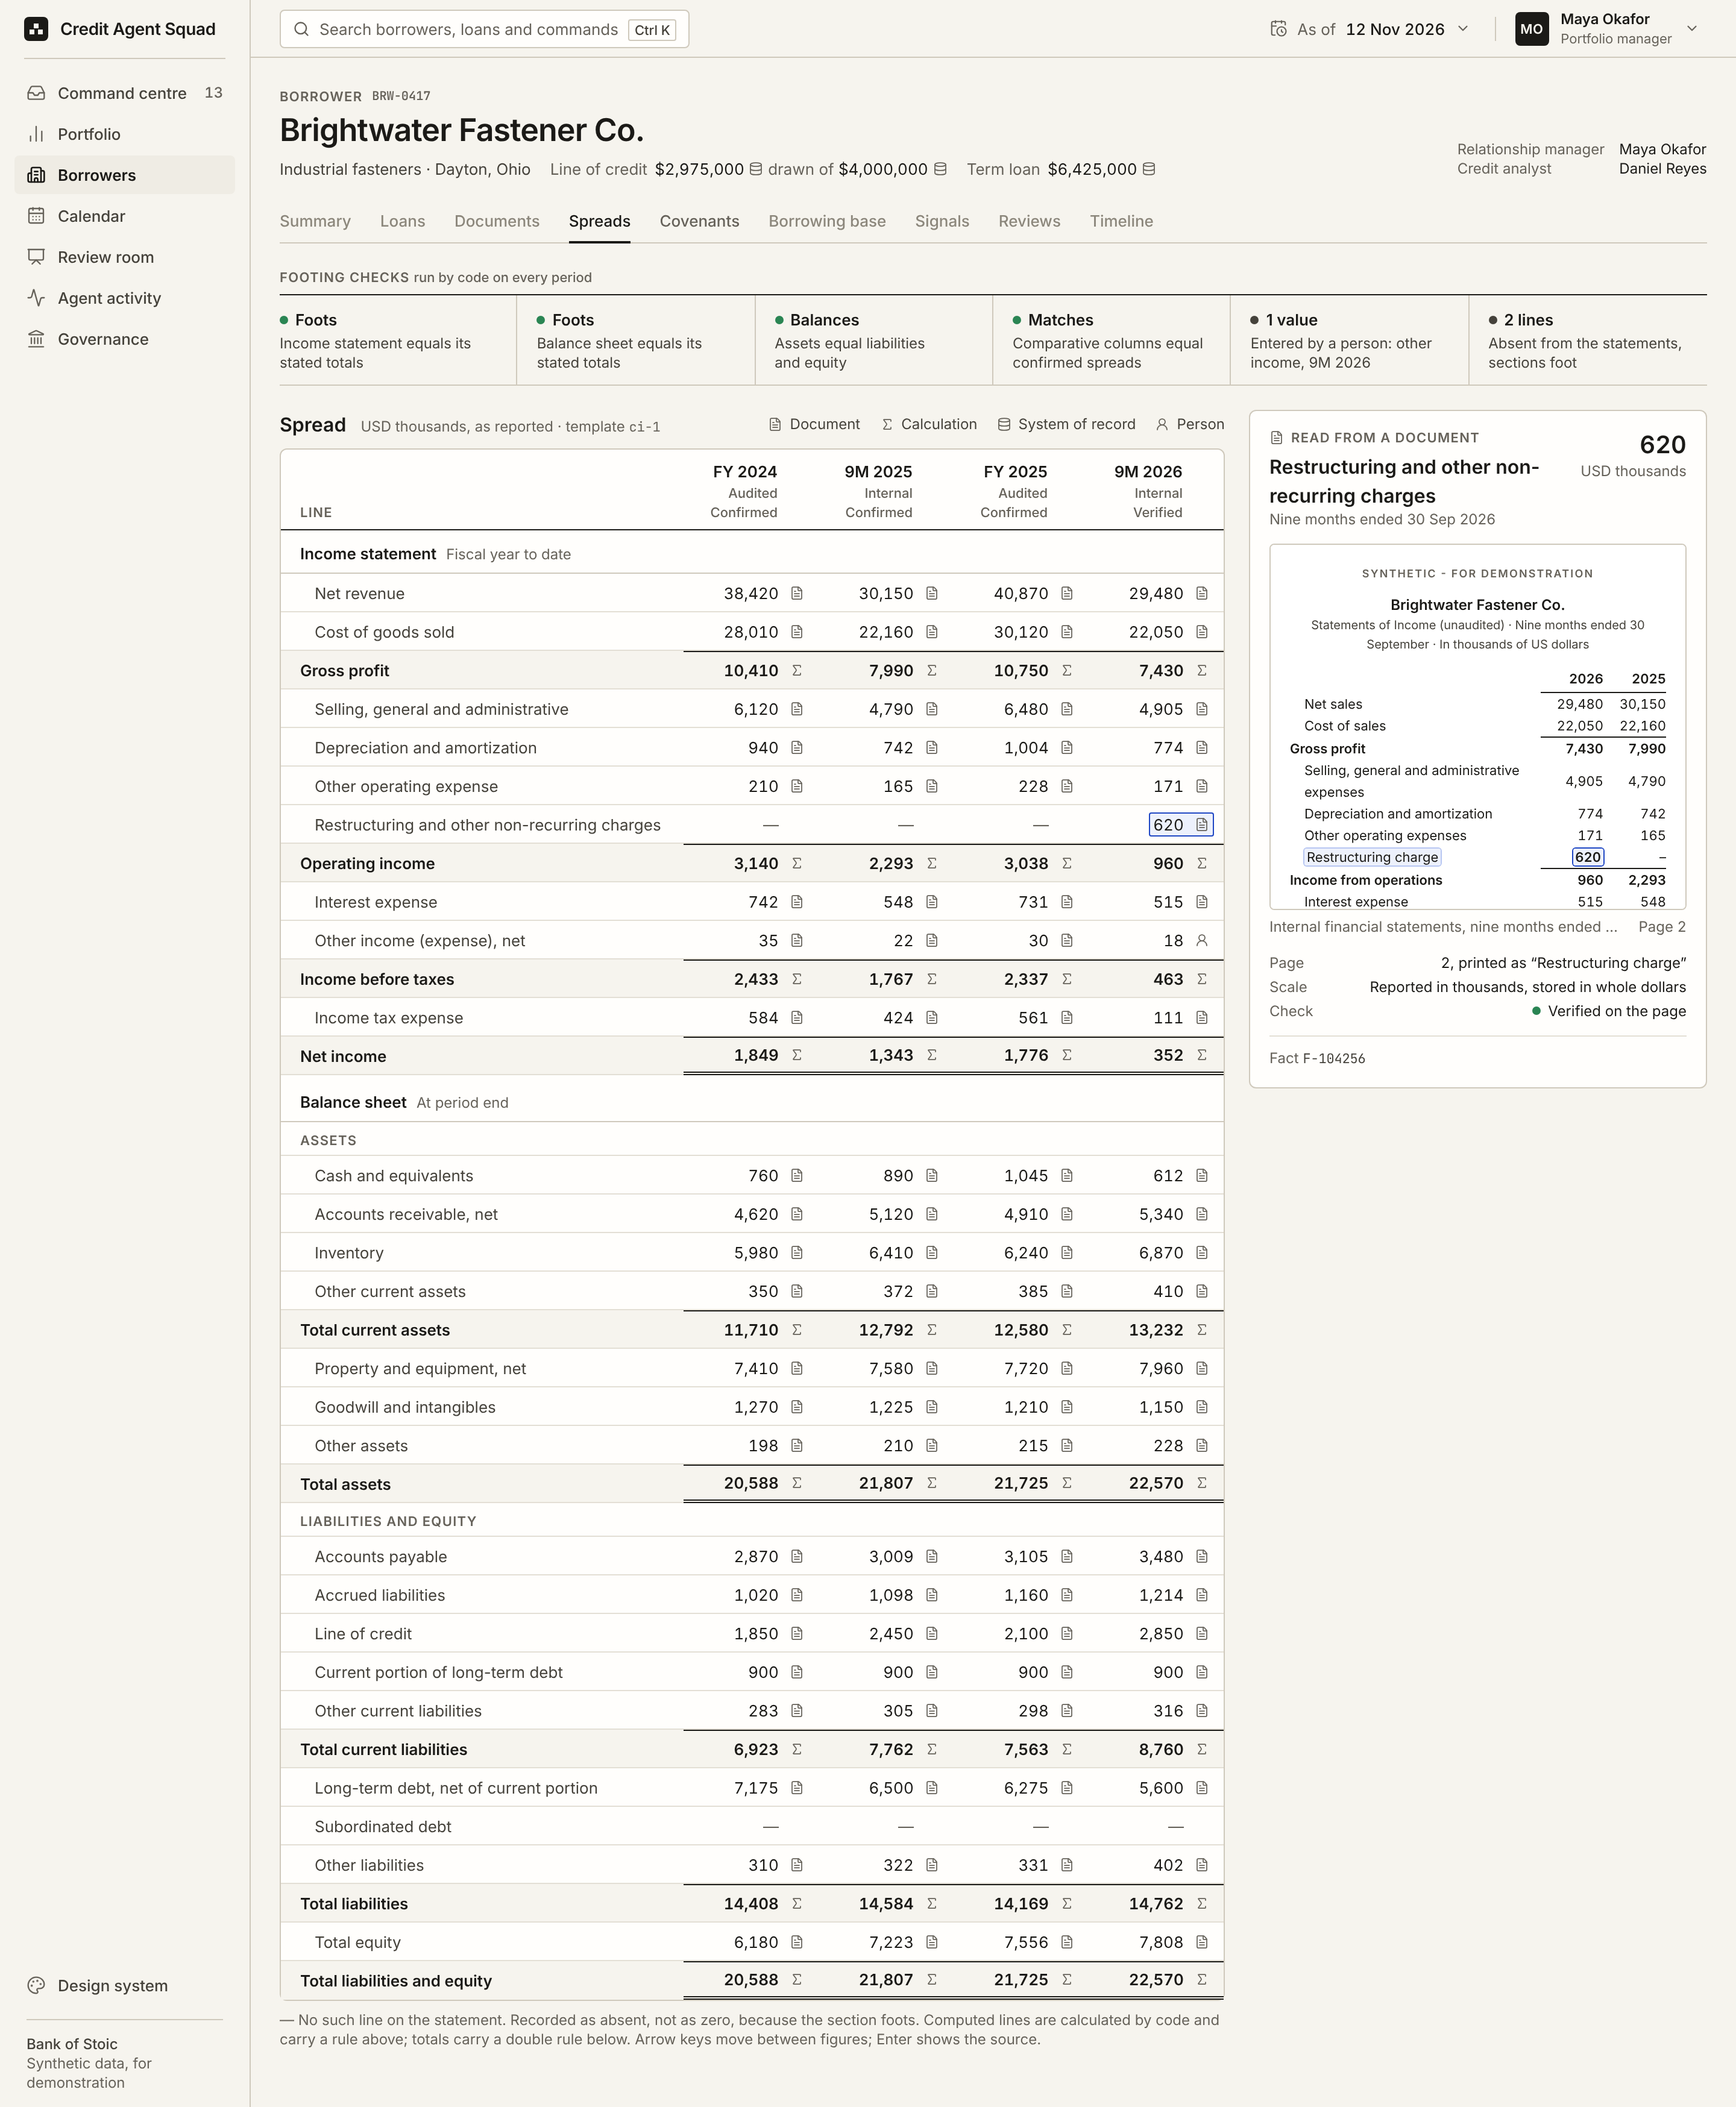 Credit Agent Squad
Search borrowers, loans and commands Ctrl K
As of 12 Nov 2026
MO
Maya Okafor
Portfolio manager
Command centre 13
Portfolio
Borrowers
Calendar
Review room
Agent activity
Governance
BORROWER BRW-0417
Brightwater Fastener Co.
Industrial fasteners · Dayton, Ohio Line of credit $2,975,000 drawn of $4,000,000 Term loan $6,425,000
Relationship manager Maya Okafor
Credit analyst Daniel Reyes
Summary Loans Documents Spreads Covenants Borrowing base Signals Reviews Timeline
FOOTING CHECKS run by code on every period
Foots
Income statement equals its
stated totals
Foots
Balance sheet equals its
stated totals
Balances
Assets equal liabilities
and equity
Matches
Comparative columns equal
confirmed spreads
1 value
Entered by a person: other
income, 9M 2026
2 lines
Absent from the statements,
sections foot
Spread USD thousands, as reported · template ci-1
Document Σ Calculation System of record Person
FY 2024 9M 2025 FY 2025 9M 2026
Audited Internal Audited Internal
LINE Confirmed Confirmed Confirmed Verified
Income statement Fiscal year to date
Net revenue 38,420 30,150 40,870 29,480
Cost of goods sold 28,010 22,160 30,120 22,050
Gross profit 10,410 Σ 7,990 Σ 10,750 Σ 7,430 Σ
Selling, general and administrative 6,120 4,790 6,480 4,905
Depreciation and amortization 940 742 1,004 774
Other operating expense 210 165 228 171
Restructuring and other non-recurring charges — — — 620
Operating income 3,140 Σ 2,293 Σ 3,038 Σ 960 Σ
Interest expense 742 548 731 515
Other income (expense), net 35 22 30 18
Income before taxes 2,433 Σ 1,767 Σ 2,337 Σ 463 Σ
Income tax expense 584 424 561 111
Net income 1,849 Σ 1,343 Σ 1,776 Σ 352 Σ
Balance sheet At period end
ASSETS
Cash and equivalents 760 890 1,045 612
Accounts receivable, net 4,620 5,120 4,910 5,340
Inventory 5,980 6,410 6,240 6,870
Other current assets 350 372 385 410
Total current assets 11,710 Σ 12,792 Σ 12,580 Σ 13,232 Σ
Property and equipment, net 7,410 7,580 7,720 7,960
Goodwill and intangibles 1,270 1,225 1,210 1,150
Other assets 198 210 215 228
Total assets 20,588 Σ 21,807 Σ 21,725 Σ 22,570 Σ
LIABILITIES AND EQUITY
Accounts payable 2,870 3,009 3,105 3,480
Accrued liabilities 1,020 1,098 1,160 1,214
Line of credit 1,850 2,450 2,100 2,850
Current portion of long-term debt 900 900 900 900
Other current liabilities 283 305 298 316
Total current liabilities 6,923 Σ 7,762 Σ 7,563 Σ 8,760 Σ
Long-term debt, net of current portion 7,175 6,500 6,275 5,600
Subordinated debt — — — —
Other liabilities 310 322 331 402
Total liabilities 14,408 Σ 14,584 Σ 14,169 Σ 14,762 Σ
Total equity 6,180 7,223 7,556 7,808
Total liabilities and equity 20,588 Σ 21,807 Σ 21,725 Σ 22,570 Σ
— No such line on the statement. Recorded as absent, not as zero, because the section foots. Computed lines are calculated by code and
carry a rule above; totals carry a double rule below. Arrow keys move between figures; Enter shows the source.
READ FROM A DOCUMENT 620
Restructuring and other non- USD thousands
recurring charges
Nine months ended 30 Sep 2026
SYNTHETIC - FOR DEMONSTRATION
Brightwater Fastener Co.
Statements of Income (unaudited) · Nine months ended 30
September · In thousands of US dollars
2026 2025
Net sales 29,480 30,150
Cost of sales 22,050 22,160
Gross profit 7,430 7,990
Selling, general and administrative
expenses 4,905 4,790
Depreciation and amortization 774 742
Other operating expenses 171 165
Restructuring charge 620 –
Income from operations 960 2,293
Interest expense 515 548
Internal financial statements, nine months ended ... Page 2
Page 2, printed as “Restructuring charge”
Scale Reported in thousands, stored in whole dollars
Check Verified on the page
Fact F-104256
Design system
Bank of Stoic
Synthetic data, for
demonstration